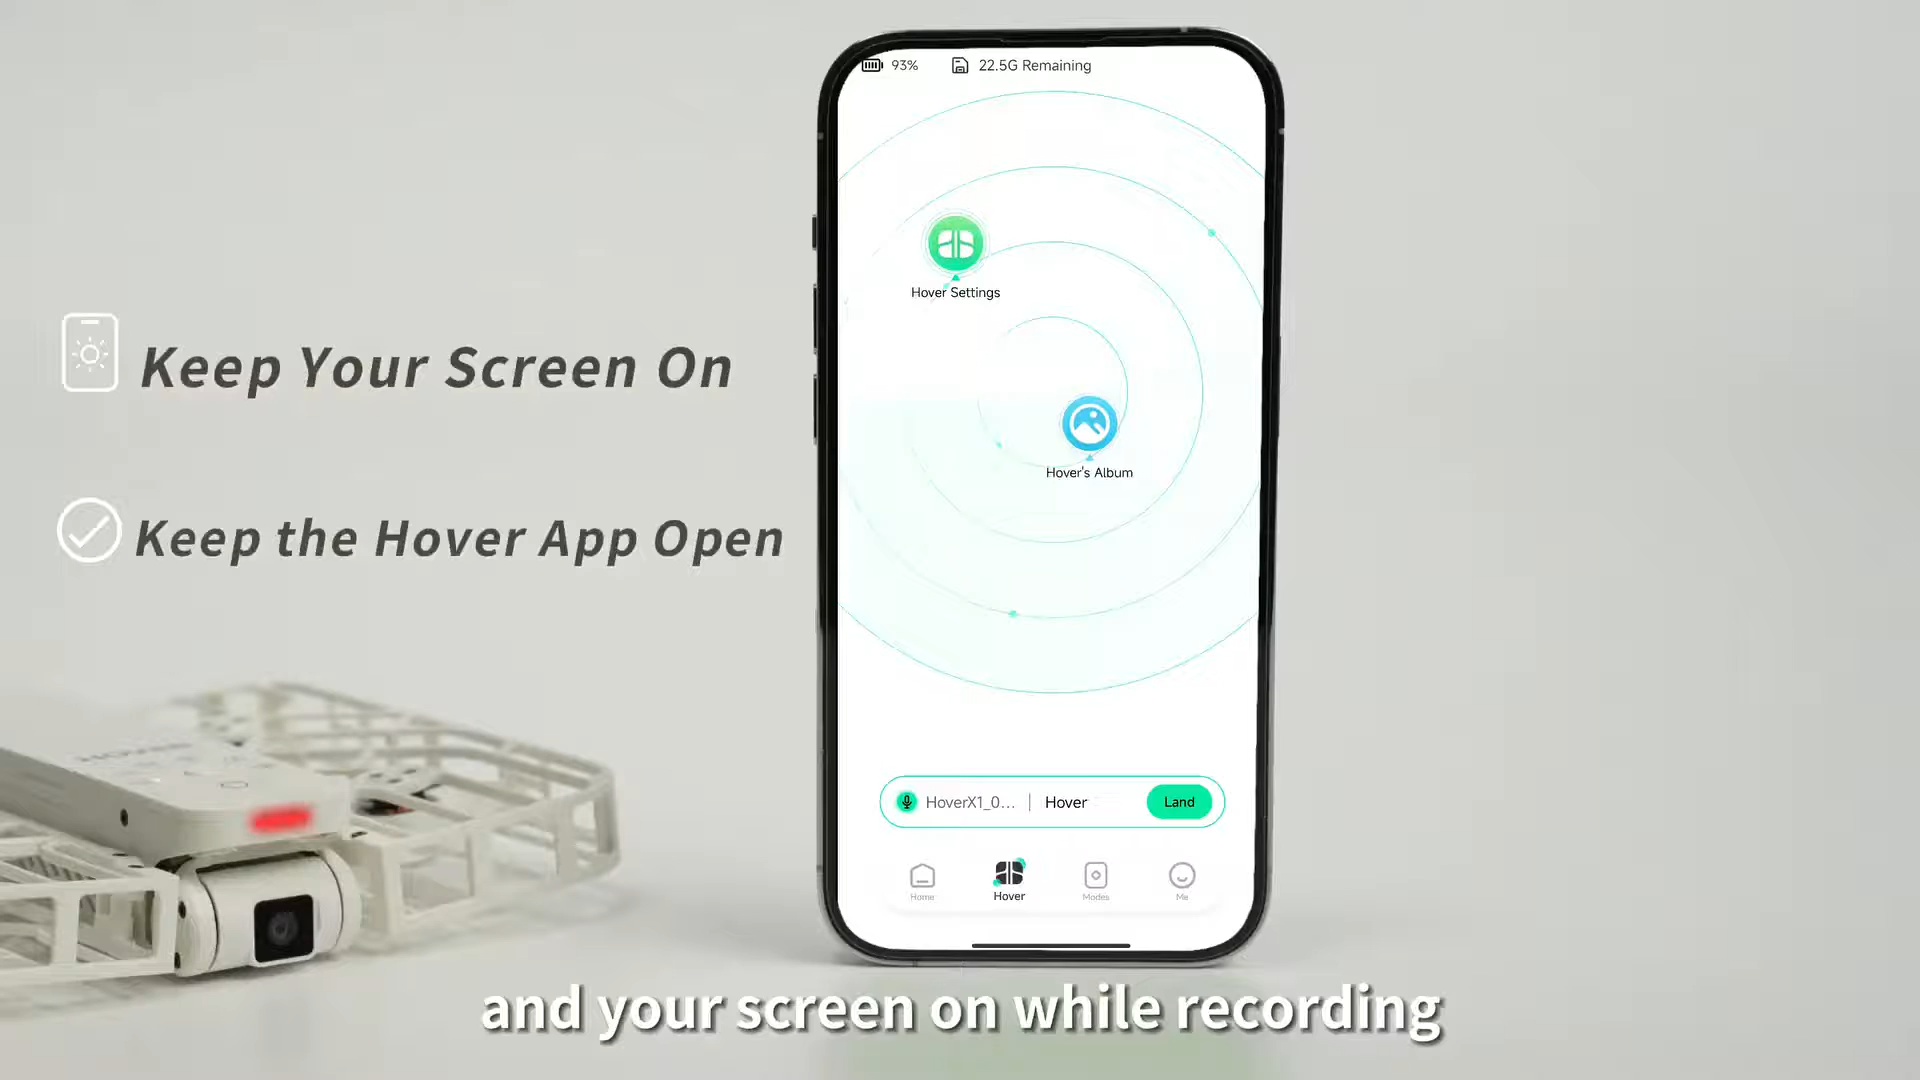 93%
22.5G Remaining
Hover Settings
Hover's Album
Keep Your Screen On
Keep the Hover App Open
HoverX1_0... | Hover
Land
Home
Hover
Modes
Me
and your screen on while recording